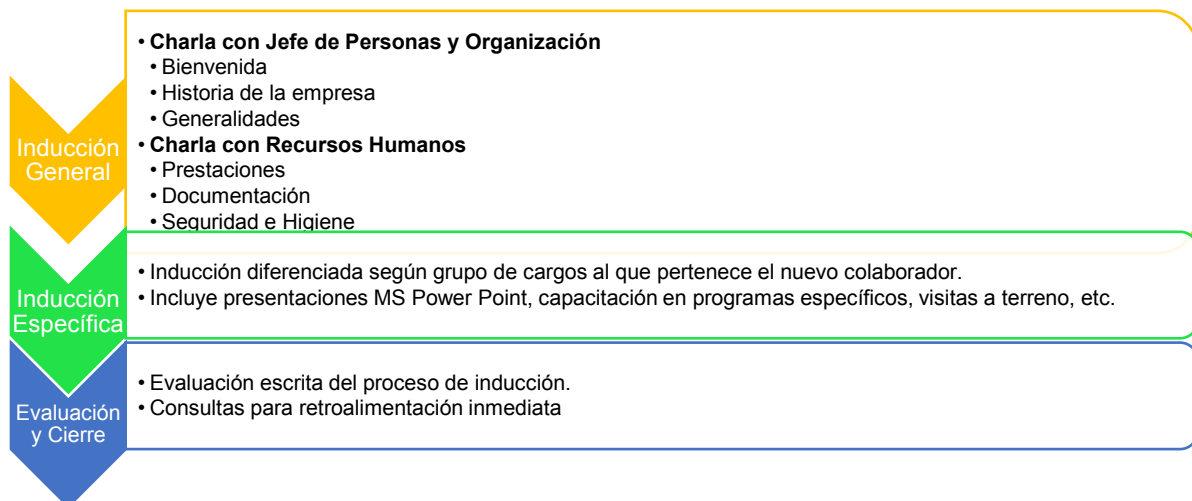 Inducción
General
• Charla con Jefe de Personas y Organización
• Bienvenida
• Historia de la empresa
• Generalidades
• Charla con Recursos Humanos
• Prestaciones
• Documentación
• Seguridad e Higiene
Inducción
Específica
• Inducción diferenciada según grupo de cargos al que pertenece el nuevo colaborador.
• Incluye presentaciones MS Power Point, capacitación en programas específicos, visitas a terreno, etc.
Evaluación
y Cierre
• Evaluación escrita del proceso de inducción.
• Consultas para retroalimentación inmediata